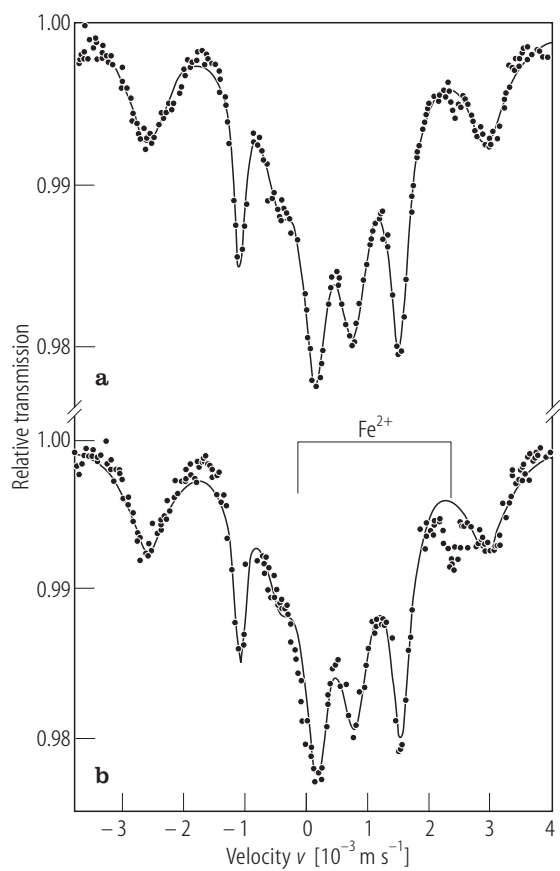 1.00
0.99
0.98
Relative transmission
a
1.00
Fe²⁺
0.99
0.98
b
– 3 – 2 – 1 0 1 2 3 4
Velocity v [10⁻³ m s⁻¹]